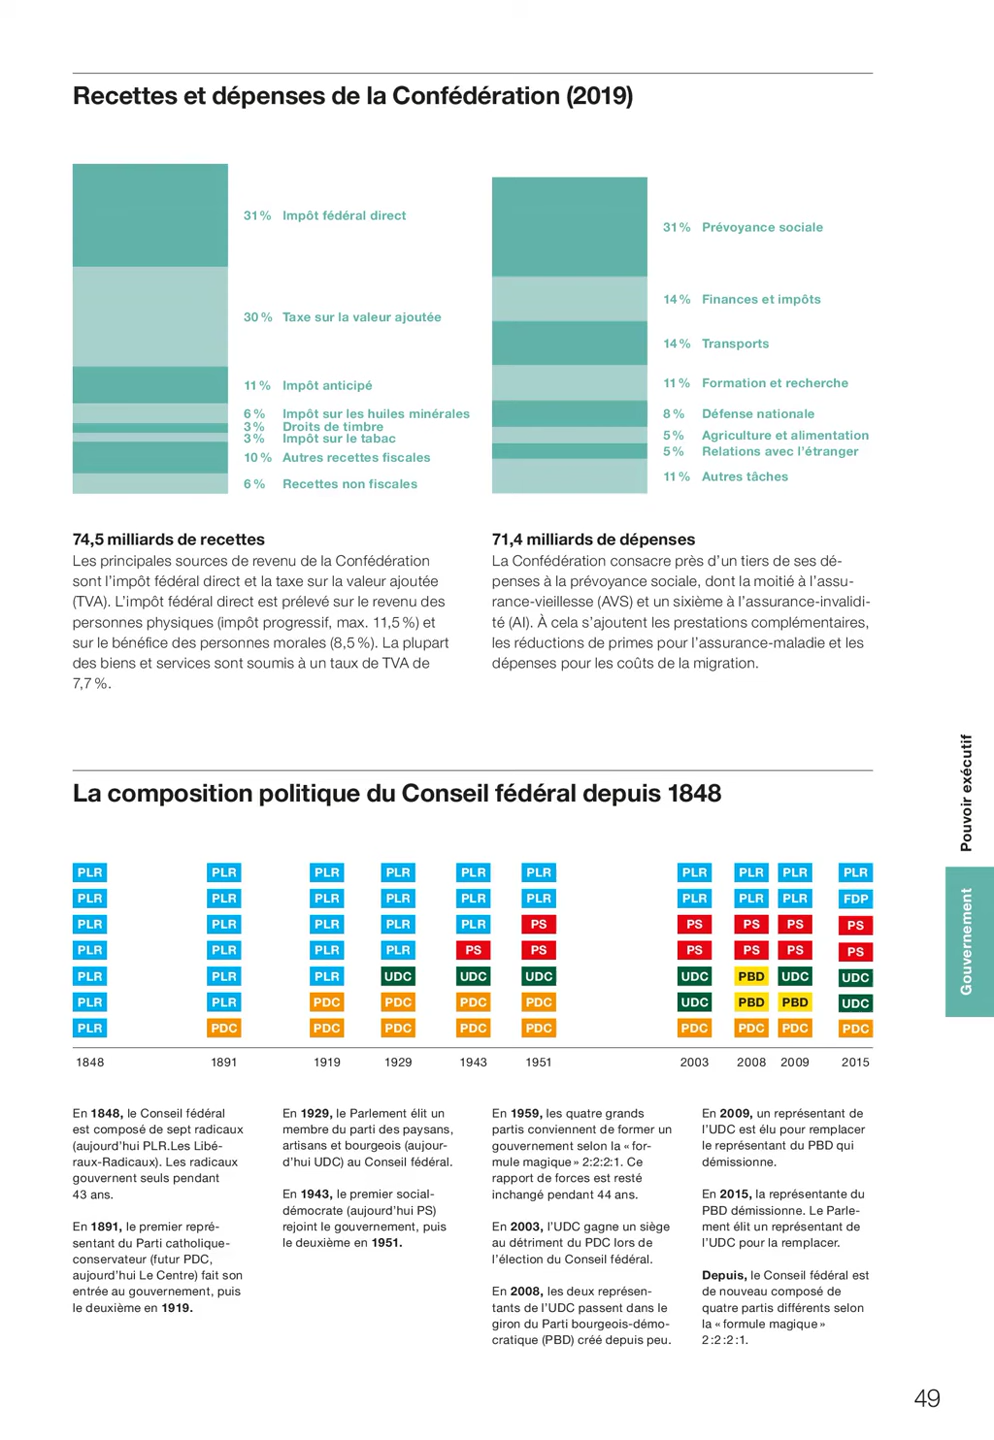 Recettes et dépenses de la Confédération (2019)
31 % Impôt fédéral direct
30 % Taxe sur la valeur ajoutée
11 % Impôt anticipé
6 % Impôt sur les huiles minérales
3 % Droits de timbre
3 % Impôt sur le tabac
10 % Autres recettes fiscales
6 % Recettes non fiscales
31 % Prévoyance sociale
14 % Finances et impôts
14 % Transports
11 % Formation et recherche
8 % Défense nationale
5 % Agriculture et alimentation
5 % Relations avec l’étranger
11 % Autres tâches
74,5 milliards de recettes
Les principales sources de revenu de la Confédération
sont l’impôt fédéral direct et la taxe sur la valeur ajoutée
(TVA). L’impôt fédéral direct est prélevé sur le revenu des
personnes physiques (impôt progressif, max. 11,5 %) et
sur le bénéfice des personnes morales (8,5 %). La plupart
des biens et services sont soumis à un taux de TVA de
7,7 %.
71,4 milliards de dépenses
La Confédération consacre près d’un tiers de ses dé-
penses à la prévoyance sociale, dont la moitié à l’assu-
rance-vieillesse (AVS) et un sixième à l’assurance-invalidi-
té (AI). À cela s’ajoutent les prestations complémentaires,
les réductions de primes pour l’assurance-maladie et les
dépenses pour les coûts de la migration.
Pouvoir exécutif
Gouvernement
La composition politique du Conseil fédéral depuis 1848
PLR PLR PLR PLR PLR PLR PLR PLR PLR PLR
PLR PLR PLR PLR PLR PLR PLR PLR PLR FDP
PLR PLR PLR PLR PLR PS PS PS PS PS
PLR PLR PLR PLR PS PS PS PS PS PS
PLR PLR PLR UDC UDC UDC UDC PBD UDC UDC
PLR PLR PDC PDC PDC PDC UDC PBD PBD UDC
PLR PDC PDC PDC PDC PDC PDC PDC PDC PDC
1848 1891 1919 1929 1943 1951 2003 2008 2009 2015
En 1848, le Conseil fédéral
est composé de sept radicaux
(aujourd’hui PLR.Les Libé-
raux-Radicaux). Les radicaux
gouvernent seuls pendant
43 ans.
En 1891, le premier repré-
sentant du Parti catholique-
conservateur (futur PDC,
aujourd’hui Le Centre) fait son
entrée au gouvernement, puis
le deuxième en 1919.
En 1929, le Parlement élit un
membre du parti des paysans,
artisans et bourgeois (aujour-
d’hui UDC) au Conseil fédéral.
En 1943, le premier social-
démocrate (aujourd’hui PS)
rejoint le gouvernement, puis
le deuxième en 1951.
En 1959, les quatre grands
partis conviennent de former un
gouvernement selon la « for-
mule magique » 2:2:2:1. Ce
rapport de forces est resté
inchangé pendant 44 ans.
En 2003, l’UDC gagne un siège
au détriment du PDC lors de
l’élection du Conseil fédéral.
En 2008, les deux représen-
tants de l’UDC passent dans le
giron du Parti bourgeois-démo-
cratique (PBD) créé depuis peu.
En 2009, un représentant de
l’UDC est élu pour remplacer
le représentant du PBD qui
démissionne.
En 2015, la représentante du
PBD démissionne. Le Parle-
ment élit un représentant de
l’UDC pour la remplacer.
Depuis, le Conseil fédéral est
de nouveau composé de
quatre partis différents selon
la « formule magique »
2 : 2 : 2 : 1.
49